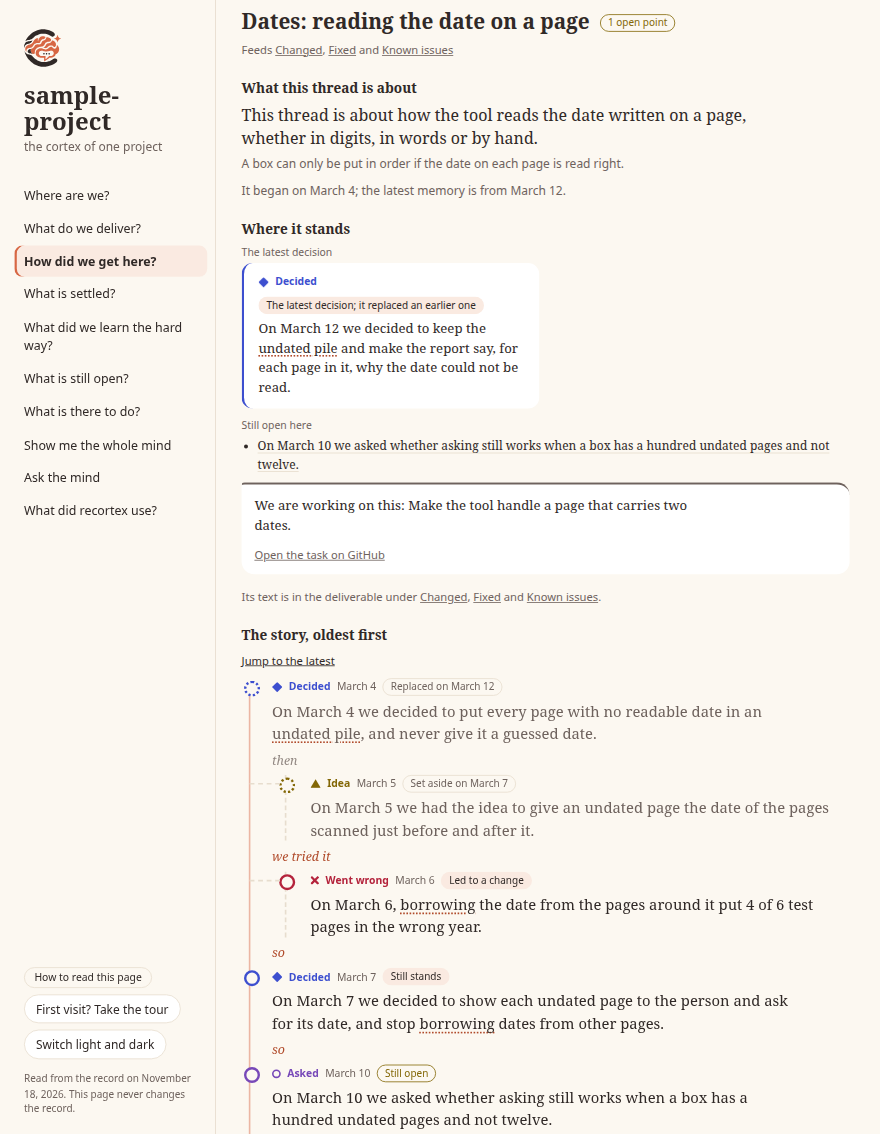 sample-
project
the cortex of one project
Where are we?
What do we deliver?
How did we get here?
What is settled?
What did we learn the hard
way?
What is still open?
What is there to do?
Show me the whole mind
Ask the mind
What did recortex use?
How to read this page
First visit? Take the tour
Switch light and dark
Read from the record on November
18, 2026. This page never changes
the record.
Dates: reading the date on a page 1 open point
Feeds Changed, Fixed and Known issues
What this thread is about
This thread is about how the tool reads the date written on a page,
whether in digits, in words or by hand.
A box can only be put in order if the date on each page is read right.
It began on March 4; the latest memory is from March 12.
Where it stands
The latest decision
◆ Decided
The latest decision; it replaced an earlier one
On March 12 we decided to keep the
undated pile and make the report say, for
each page in it, why the date could not be
read.
Still open here
• On March 10 we asked whether asking still works when a box has a hundred undated pages and not
twelve.
We are working on this: Make the tool handle a page that carries two
dates.
Open the task on GitHub
Its text is in the deliverable under Changed, Fixed and Known issues.
The story, oldest first
Jump to the latest
◆ Decided March 4 Replaced on March 12
On March 4 we decided to put every page with no readable date in an
undated pile, and never give it a guessed date.
then
▲ Idea March 5 Set aside on March 7
On March 5 we had the idea to give an undated page the date of the pages
scanned just before and after it.
we tried it
✕ Went wrong March 6 Led to a change
On March 6, borrowing the date from the pages around it put 4 of 6 test
pages in the wrong year.
so
◆ Decided March 7 Still stands
On March 7 we decided to show each undated page to the person and ask
for its date, and stop borrowing dates from other pages.
so
Asked March 10 Still open
On March 10 we asked whether asking still works when a box has a
hundred undated pages and not twelve.